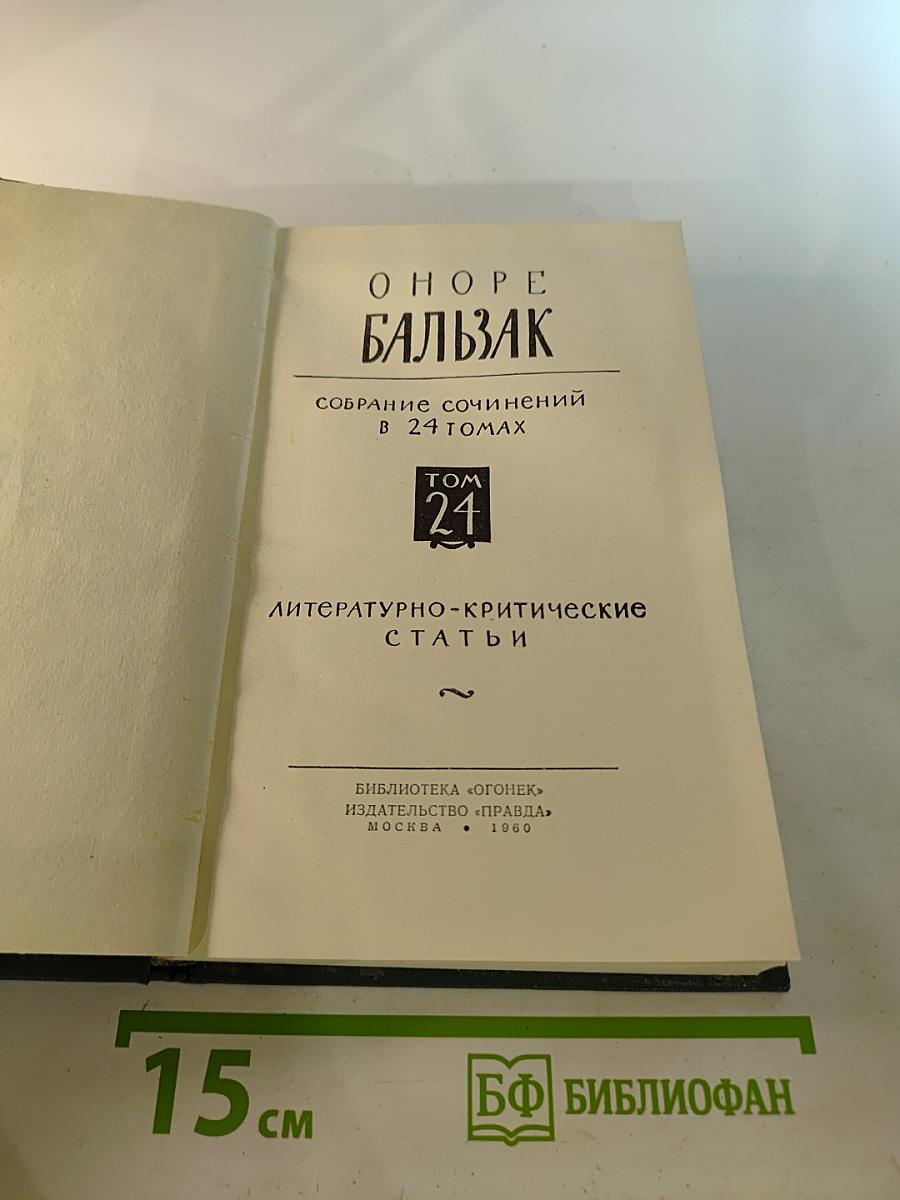 ОНОРЕ
БАЛЬЗАК
СОБРАНИЕ СОЧИНЕНИЙ
В 24 ТОМАХ
ТОМ
24
ЛИТЕРАТУРНО-КРИТИЧЕСКИЕ
СТАТЬИ
БИБЛИОТЕКА «ОГОНЕК»
ИЗДАТЕЛЬСТВО «ПРАВДА»
МОСКВА • 1960
15 см
БФ БИБЛИОФАН